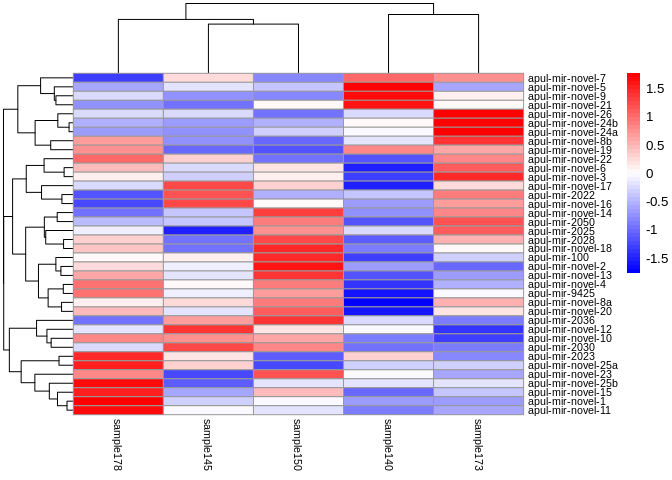 apul-mir-novel-7
apul-mir-novel-5
apul-mir-novel-9
apul-mir-novel-21
apul-mir-novel-26
apul-mir-novel-24b
apul-mir-novel-24a
apul-mir-novel-8b
apul-mir-novel-19
apul-mir-novel-22
apul-mir-novel-6
apul-mir-novel-3
apul-mir-novel-17
apul-mir-2022
apul-mir-novel-16
apul-mir-novel-14
apul-mir-2050
apul-mir-2025
apul-mir-2028
apul-mir-novel-18
apul-mir-100
apul-mir-novel-2
apul-mir-novel-13
apul-mir-novel-4
apul-mir-9425
apul-mir-novel-8a
apul-mir-novel-20
apul-mir-2036
apul-mir-novel-12
apul-mir-novel-10
apul-mir-2030
apul-mir-2023
apul-mir-novel-25a
apul-mir-novel-23
apul-mir-novel-25b
apul-mir-novel-15
apul-mir-novel-1
apul-mir-novel-11
sample178
sample145
sample150
sample140
sample173
1.5
1
0.5
0
-0.5
-1
-1.5